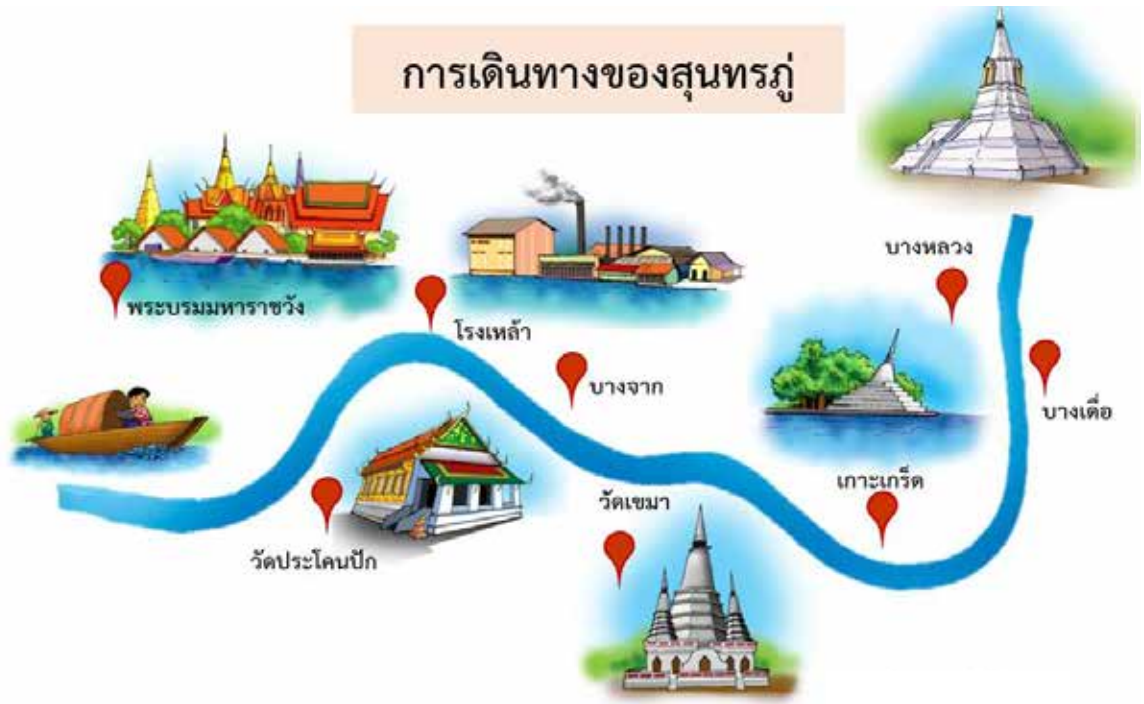 การเดินทางของสุนทรภู่
พระบรมมหาราชวัง
โรงเหล้า
บางจาก
วัดประโคนปัก
วัดเขมา
เกาะเกร็ด
บางหลวง
บางเดื่อ